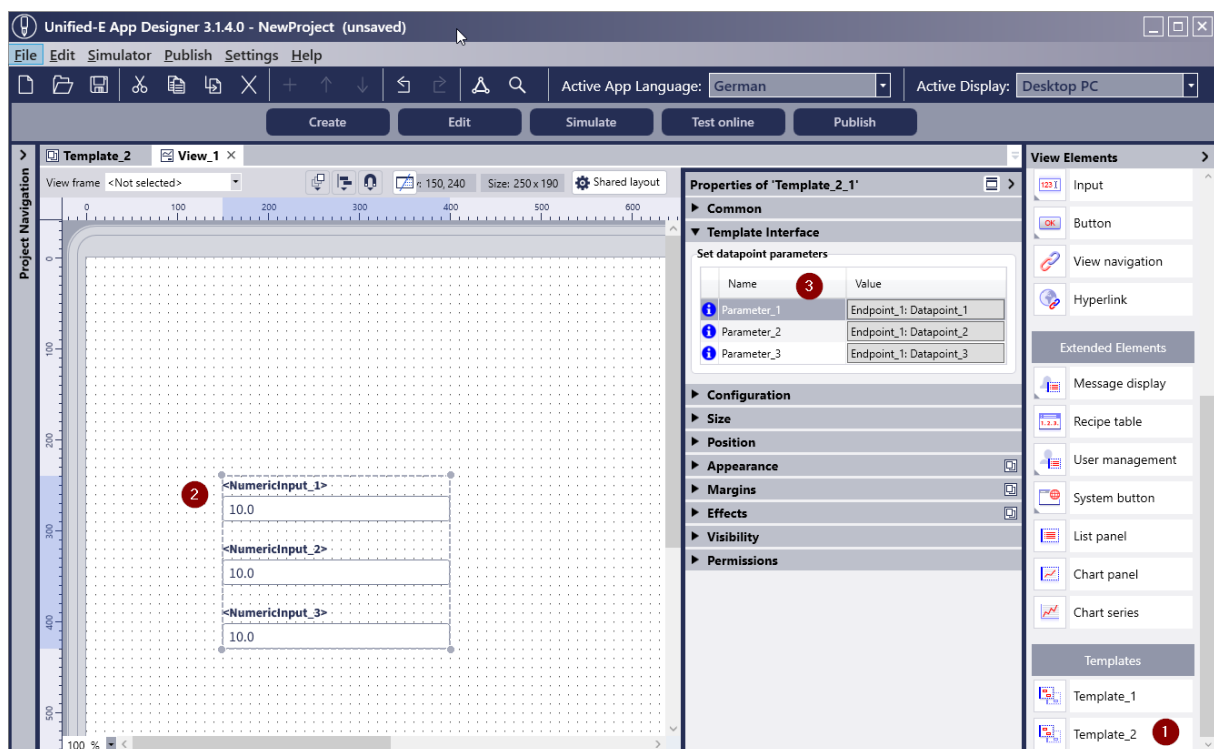 Unified-E App Designer 3.1.4.0 - NewProject (unsaved)
File Edit Simulator Publish Settings Help
Active App Language: German Active Display: Desktop PC
Create Edit Simulate Test online Publish
Project Navigation
Template_2 View_1
View frame <Not selected> 150, 240 Size: 250 x 190 Shared layout
0 100 200 300 400 500 600
0
100
200
300
400
500
<NumericInput_1>
10.0
2
<NumericInput_2>
10.0
<NumericInput_3>
10.0
100 %
Properties of 'Template_2_1'
Common
Template Interface
Set datapoint parameters
Name 3 Value
Parameter_1 Endpoint_1: Datapoint_1
Parameter_2 Endpoint_1: Datapoint_2
Parameter_3 Endpoint_1: Datapoint_3
Configuration
Size
Position
Appearance
Margins
Effects
Visibility
Permissions
View Elements
123 Input
OK Button
View navigation
Hyperlink
Extended Elements
Message display
1.2.3. Recipe table
User management
System button
List panel
Chart panel
Chart series
Templates
Template_1
Template_2 1